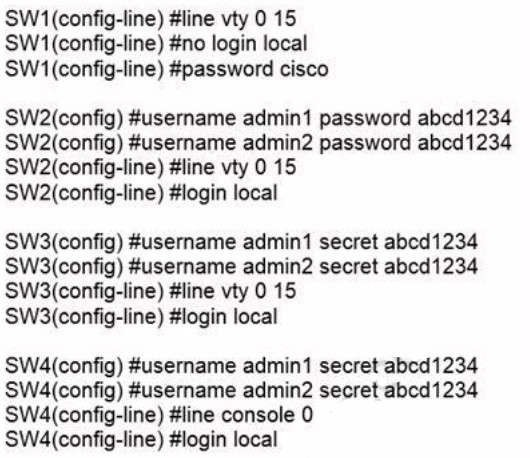 SW1(config-line) #line vty 0 15
SW1(config-line) #no login local
SW1(config-line) #password cisco
SW2(config) #username admin1 password abcd1234
SW2(config) #username admin2 password abcd1234
SW2(config-line) #line vty 0 15
SW2(config-line) #login local
SW3(config) #username admin1 secret abcd1234
SW3(config) #username admin2 secret abcd1234
SW3(config-line) #line vty 0 15
SW3(config-line) #login local
SW4(config) #username admin1 secret abcd1234
SW4(config) #username admin2 secret abcd1234
SW4(config-line) #line console 0
SW4(config-line) #login local